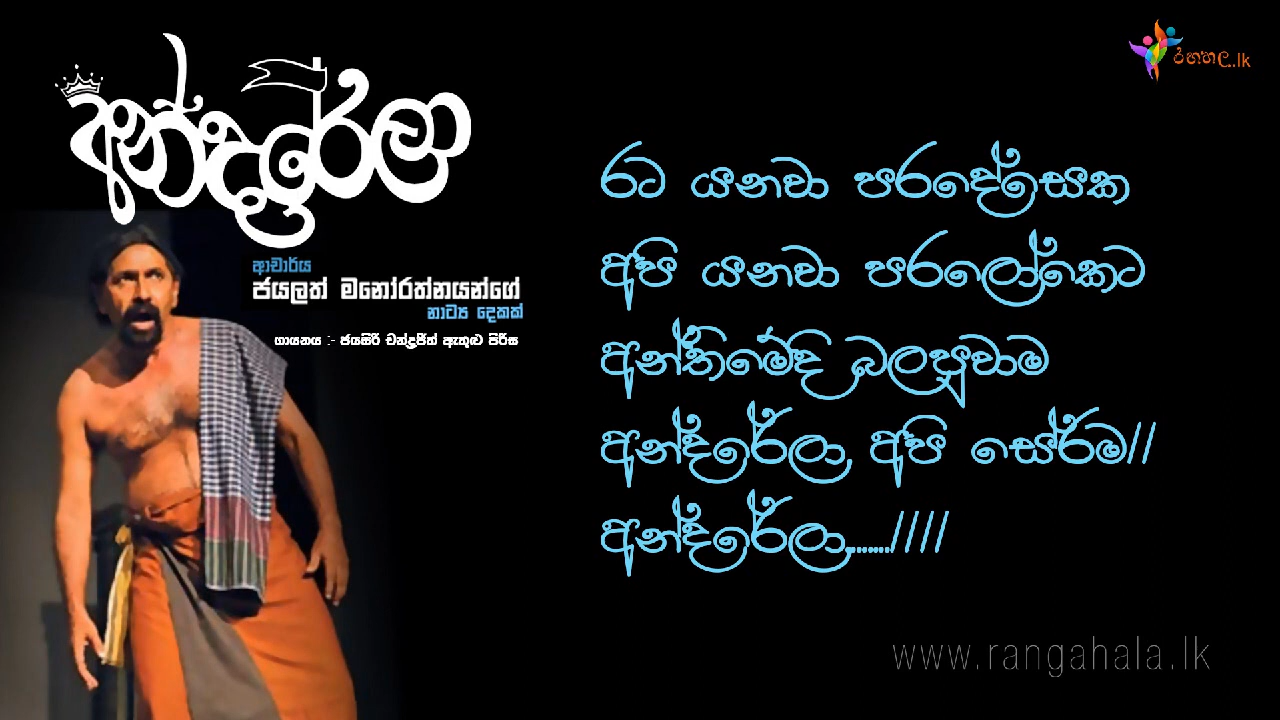 අන්දරේලා
ආචාර්ය
ජයලත් මනෝරත්නයන්ගේ
නාට්‍ය දෙකක්
ගායනය :- ජයසිරි චන්ද්‍රජිත් ඇතුළු පිරිස
රඟහල.lk
රට යනවා පරදේසෙක
අපි යනවා පරලෝකෙට
අන්තිමේදි බලපුවාම
අන්දරේලා අපි සේරම//
අන්දරේලා.......////
www.rangahala.lk